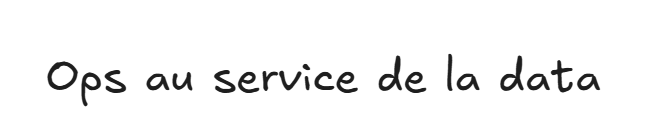 Ops au service de la data